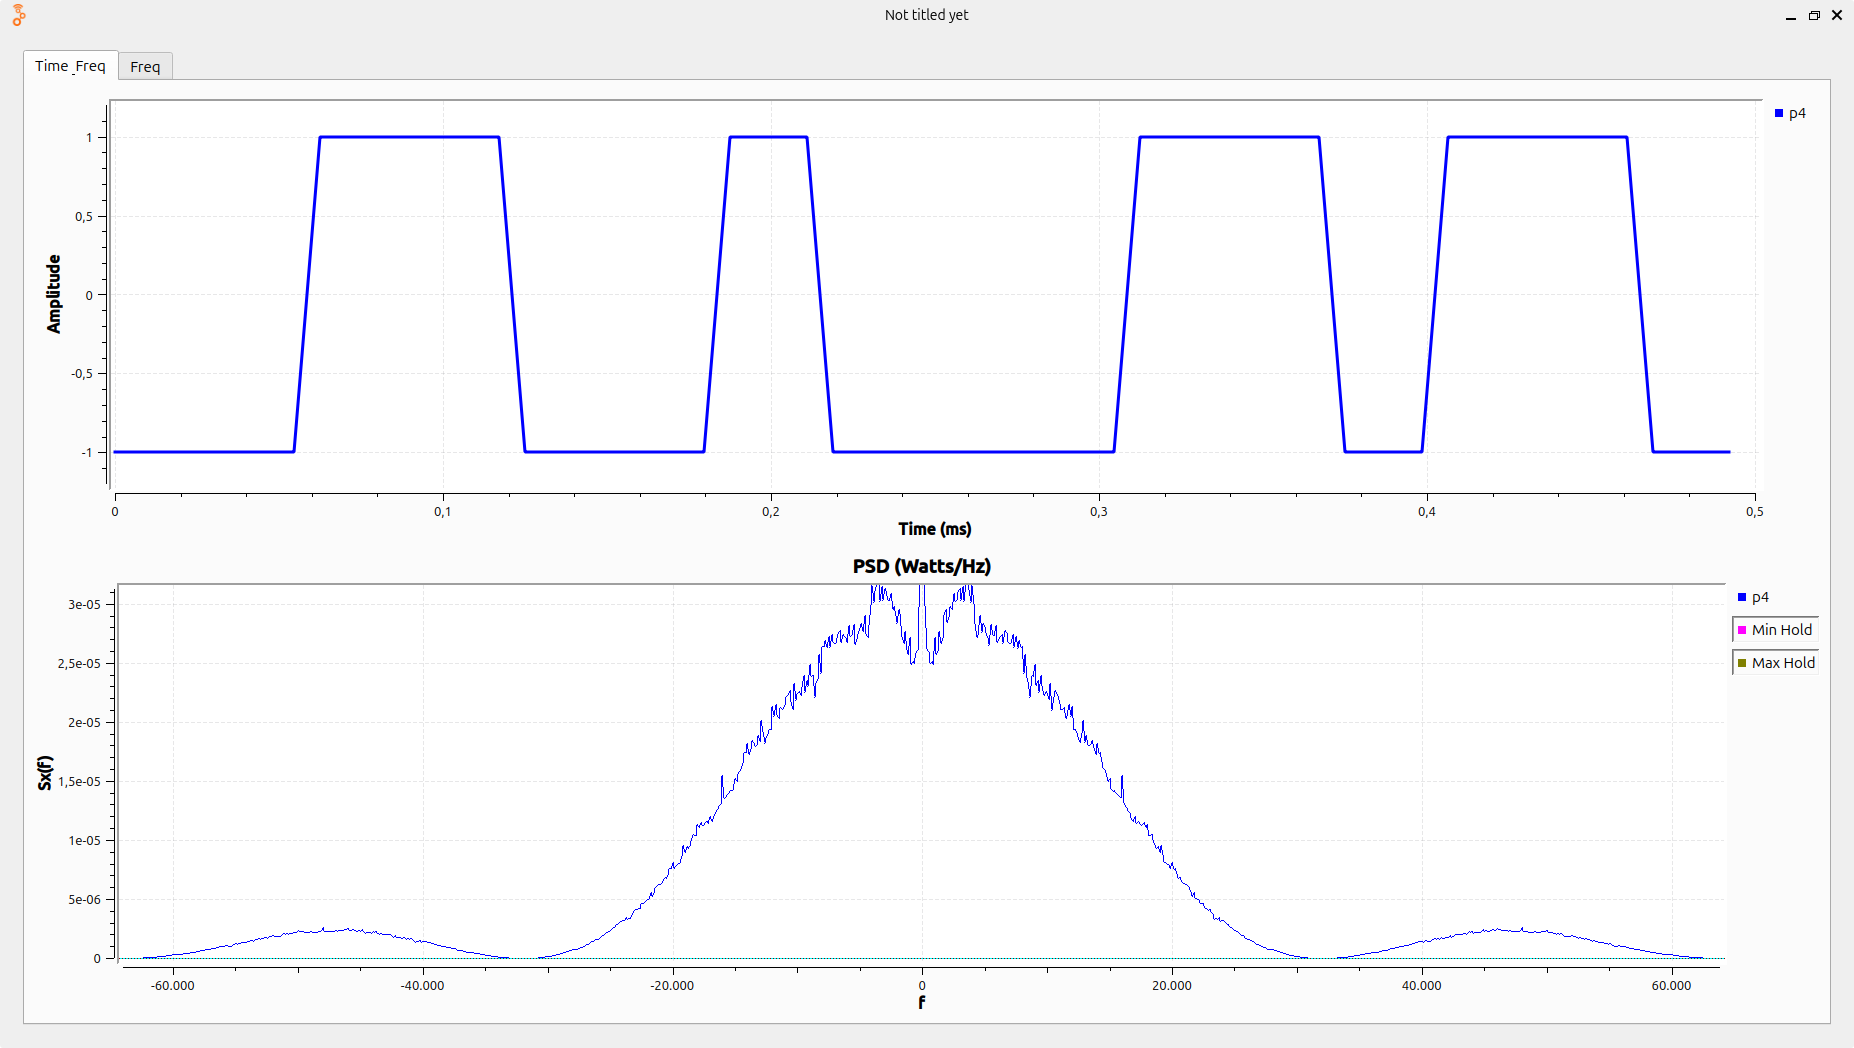 Not titled yet
Time_Freq
Freq
p4
1
0,5
0
-0,5
-1
Amplitude
0
0,1
0,2
0,3
0,4
0,5
Time (ms)
PSD (Watts/Hz)
p4
Min Hold
Max Hold
3e-05
2,5e-05
2e-05
1,5e-05
1e-05
5e-06
0
Sx(f)
-60.000
-40.000
-20.000
0
20.000
40.000
60.000
f